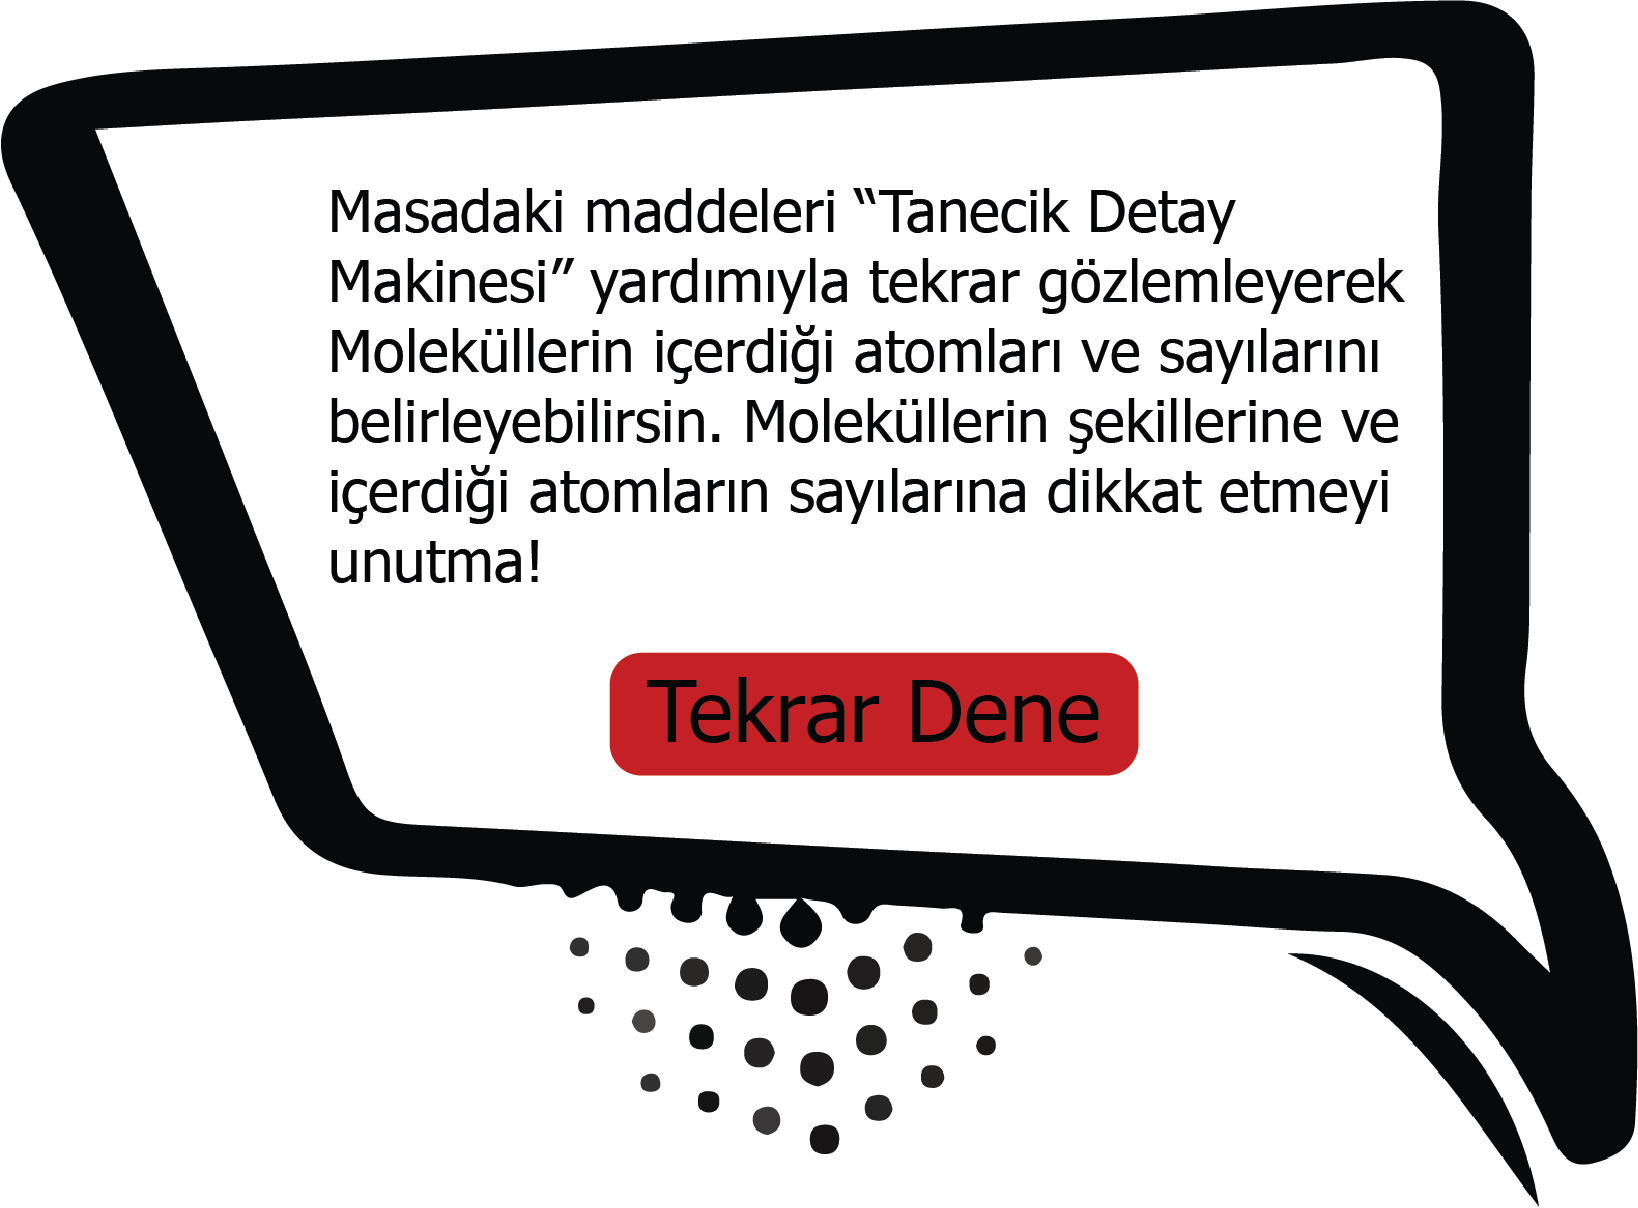 Masadaki maddeleri “Tanecik Detay
Makinesi” yardımıyla tekrar gözlemleyerek
Moleküllerin içerdiği atomları ve sayılarını
belirleyebilirsin. Moleküllerin şekillerine ve
içerdiği atomların sayılarına dikkat etmeyi
unutma!
Tekrar Dene